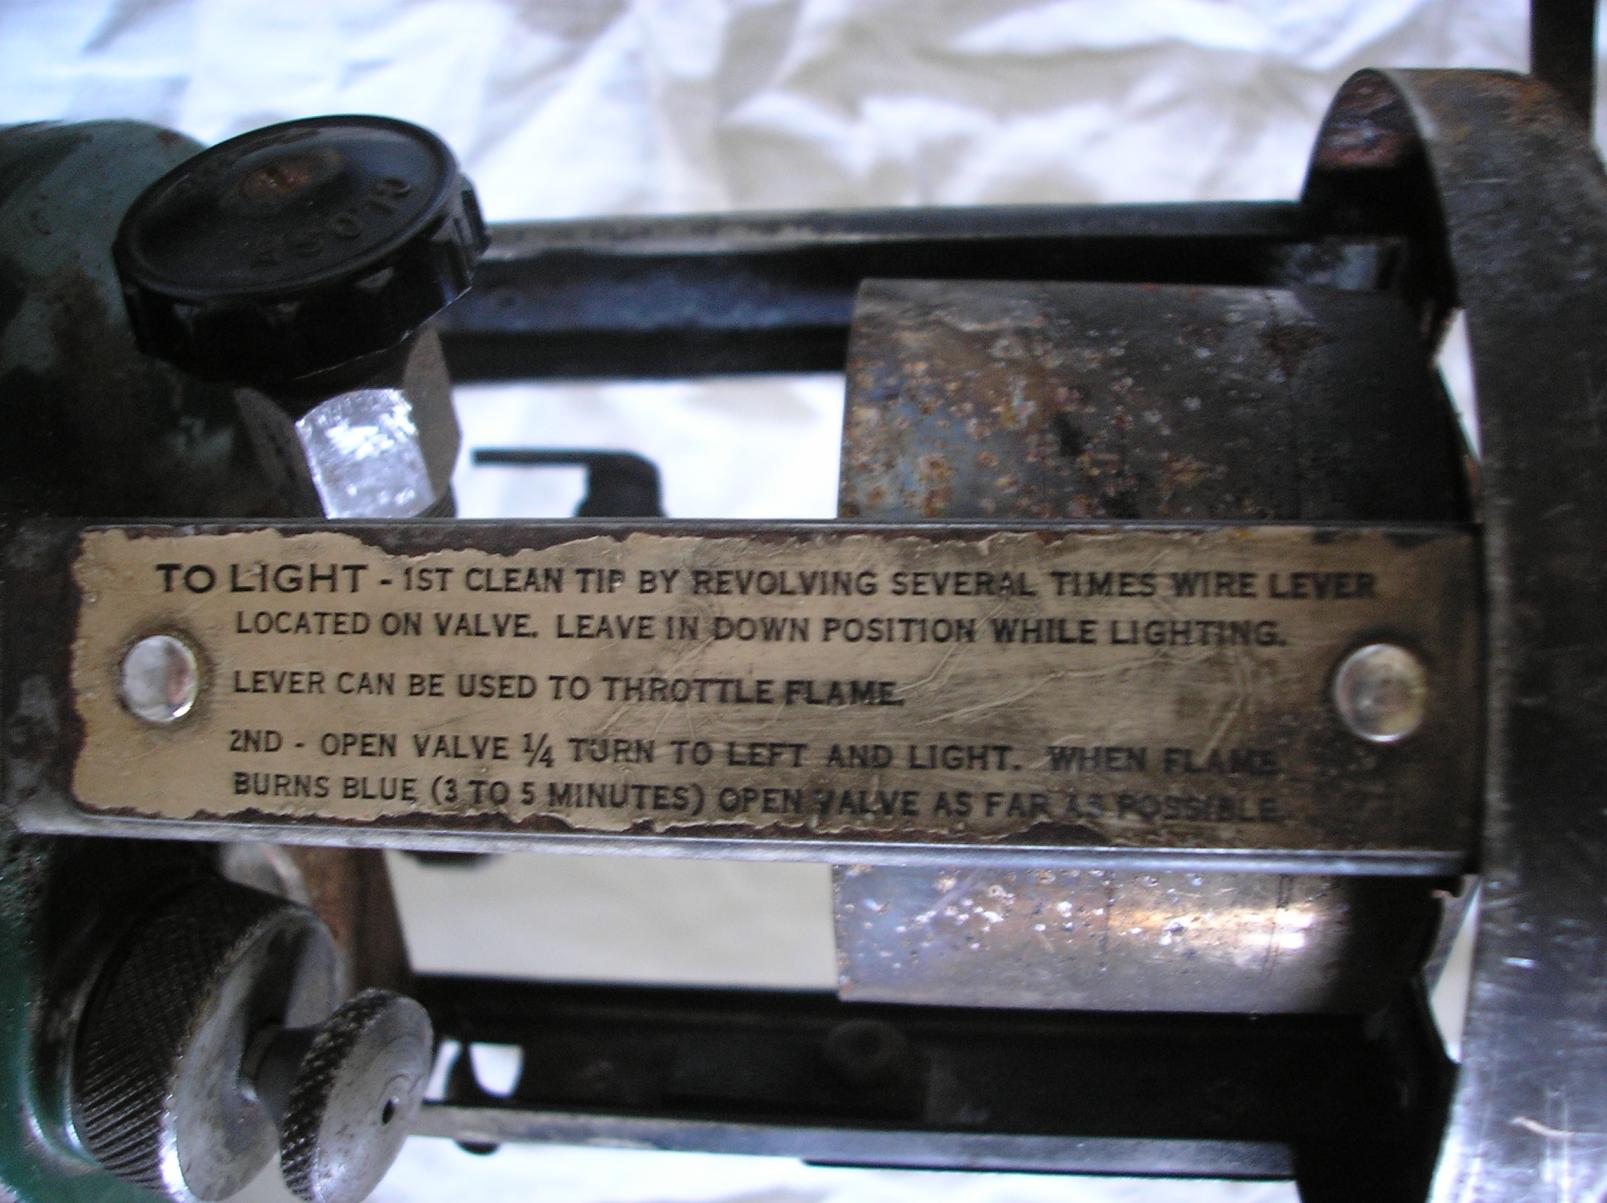 CLOSE
TO LIGHT - 1ST CLEAN TIP BY REVOLVING SEVERAL TIMES WIRE LEVER
LOCATED ON VALVE. LEAVE IN DOWN POSITION WHILE LIGHTING.
LEVER CAN BE USED TO THROTTLE FLAME.
2ND - OPEN VALVE ¼ TURN TO LEFT AND LIGHT. WHEN FLAME
BURNS BLUE (3 TO 5 MINUTES) OPEN VALVE AS FAR AS POSSIBLE.